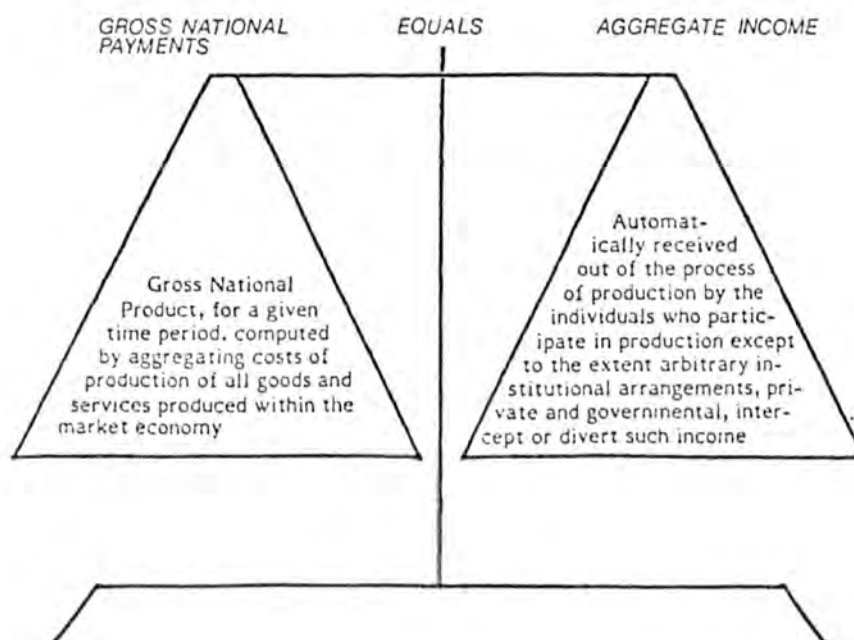 GROSS NATIONAL PAYMENTS
EQUALS
AGGREGATE INCOME
Gross National
Product, for a given
time period, computed
by aggregating costs of
production of all goods and
services produced within the
market economy
Automat-
ically received
out of the process
of production by the
individuals who partic-
ipate in production except
to the extent arbitrary in-
stitutional arrangements, pri-
vate and governmental, inter-
cept or divert such income